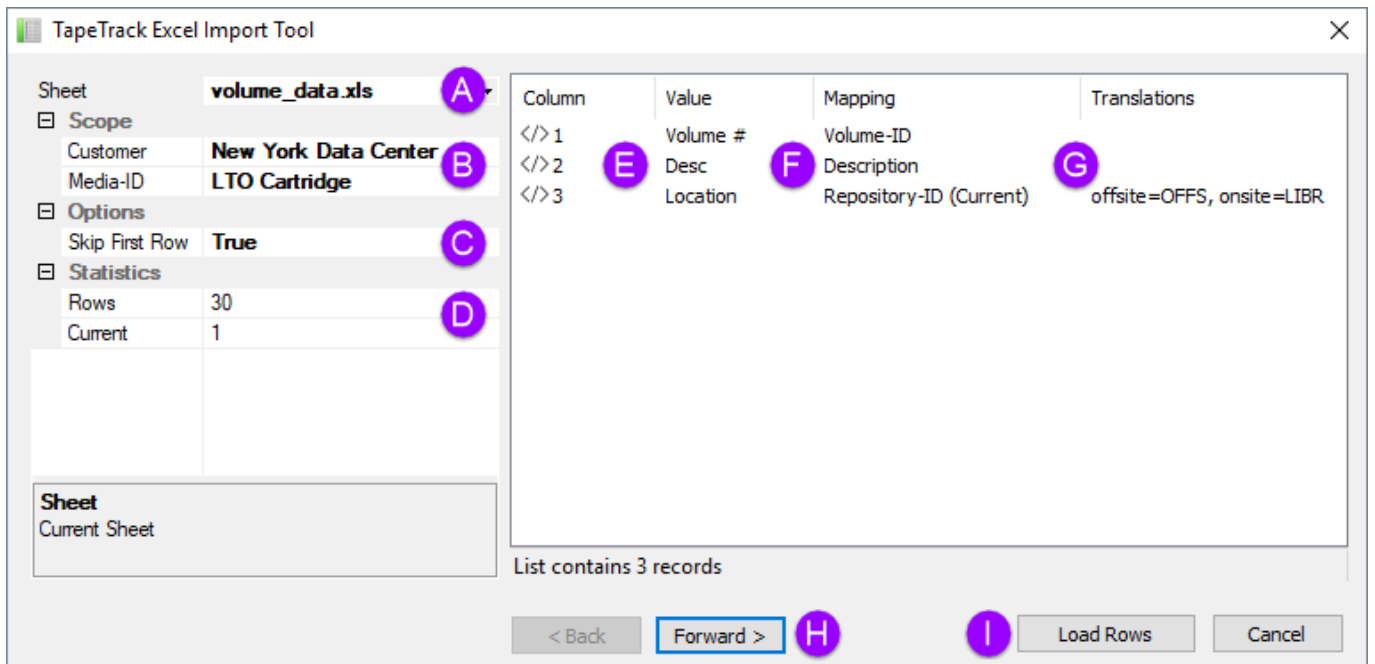 TapeTrack Excel Import Tool
Sheet volume_data.xls A
Scope
Customer New York Data Center
B
Media-ID LTO Cartridge
Options
Skip First Row True C
Statistics
Rows 30
D
Current 1
Sheet
Current Sheet
Column Value Mapping Translations
</> 1 Volume # Volume-ID
</> 2 E Desc F Description G
</> 3 Location Repository-ID (Current) offsite=OFFS, onsite=LIBR
List contains 3 records
< Back Forward > H I Load Rows Cancel